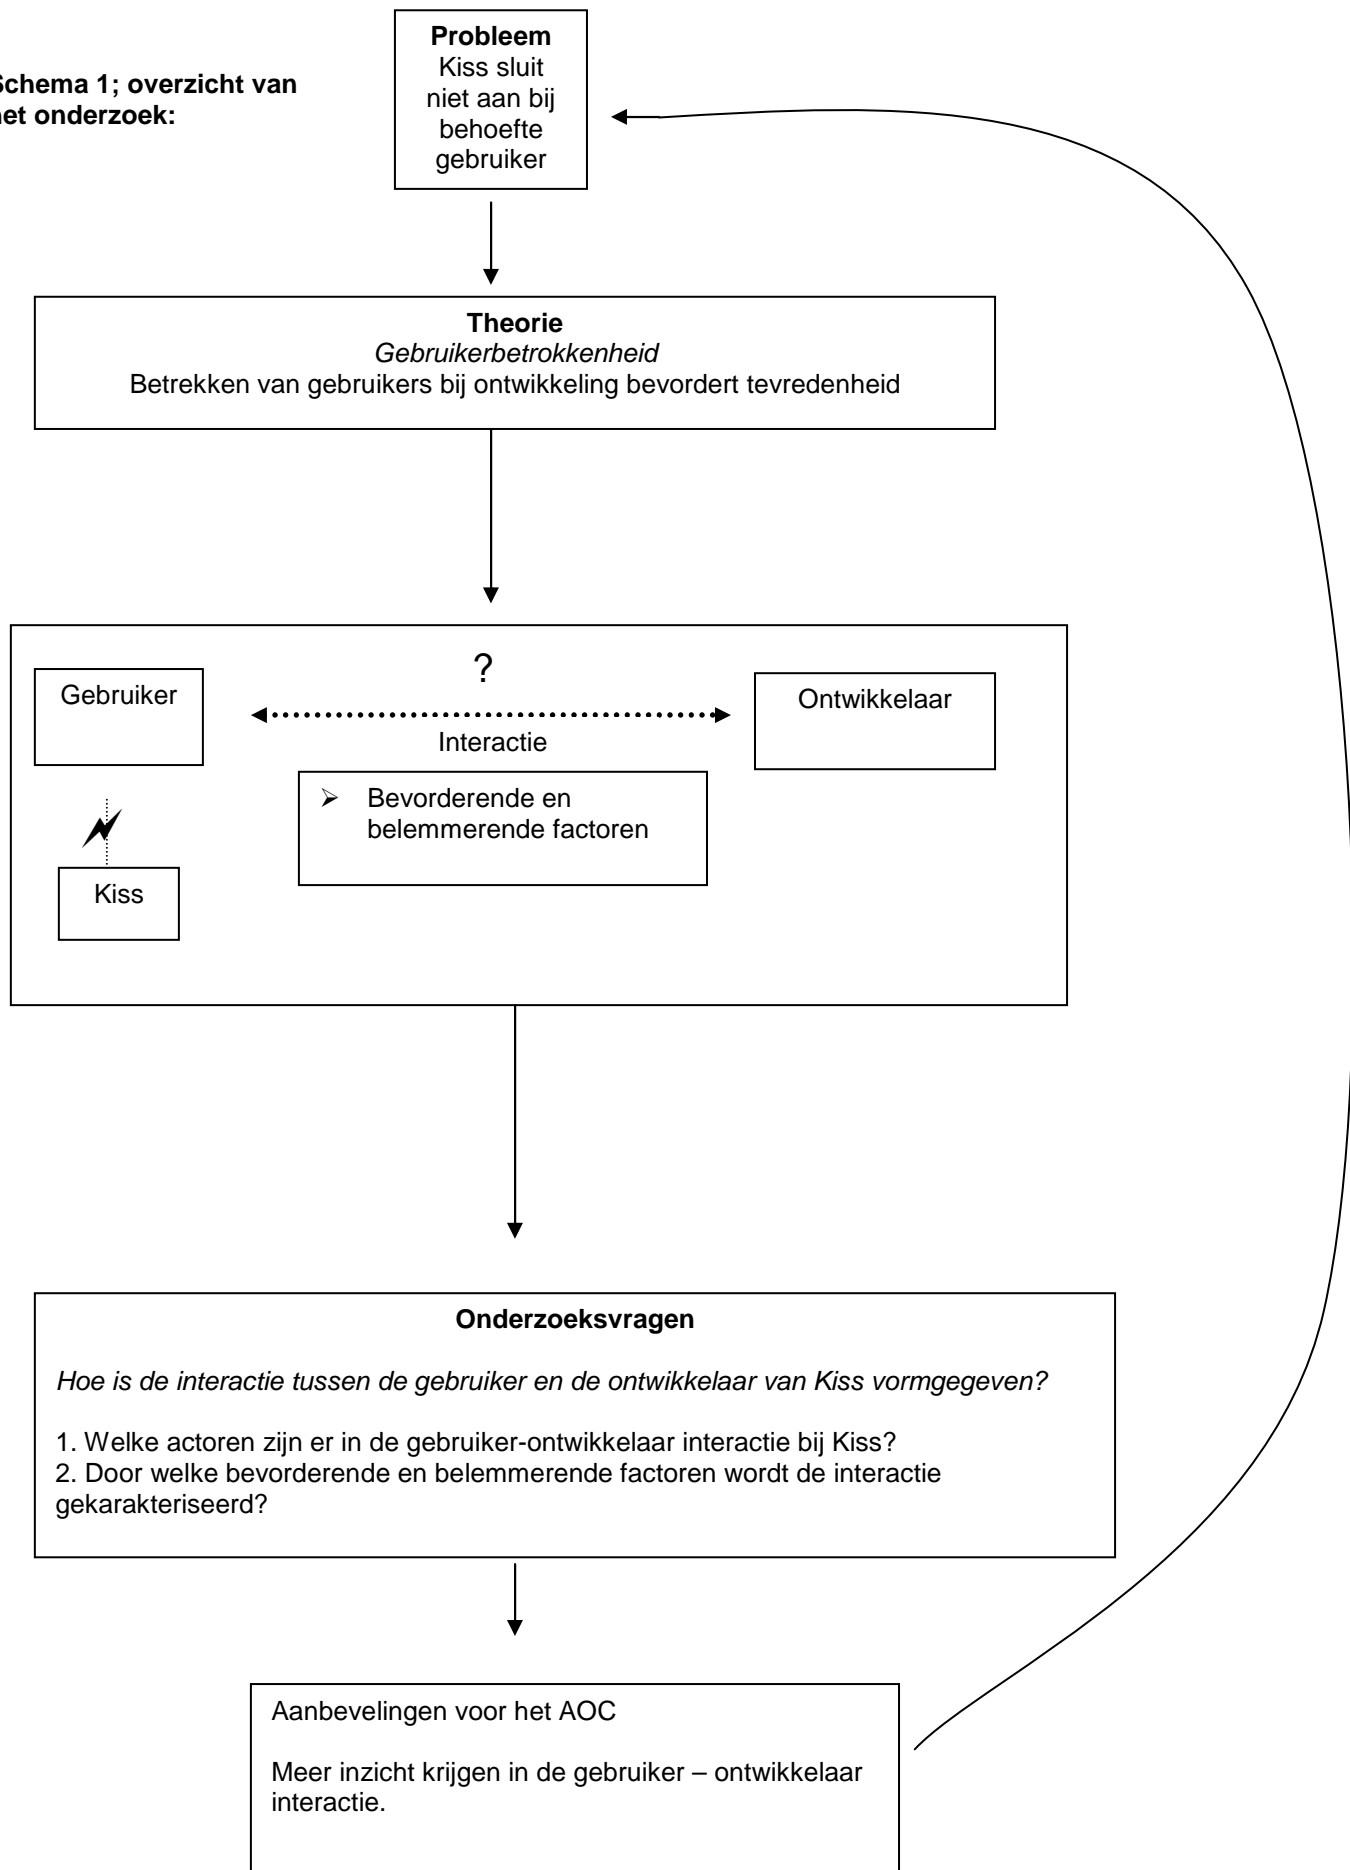 Schema 1; overzicht van
het onderzoek:
Probleem
Kiss sluit
niet aan bij
behoefte
gebruiker
Theorie
Gebruikerbetrokkenheid
Betrekken van gebruikers bij ontwikkeling bevordert tevredenheid
?
Gebruiker
Ontwikkelaar
Interactie
➢ Bevorderende en
belemmerende factoren
Kiss
Onderzoeksvragen
Hoe is de interactie tussen de gebruiker en de ontwikkelaar van Kiss vormgegeven?
1. Welke actoren zijn er in de gebruiker-ontwikkelaar interactie bij Kiss?
2. Door welke bevorderende en belemmerende factoren wordt de interactie
gekarakteriseerd?
Aanbevelingen voor het AOC
Meer inzicht krijgen in de gebruiker – ontwikkelaar
interactie.